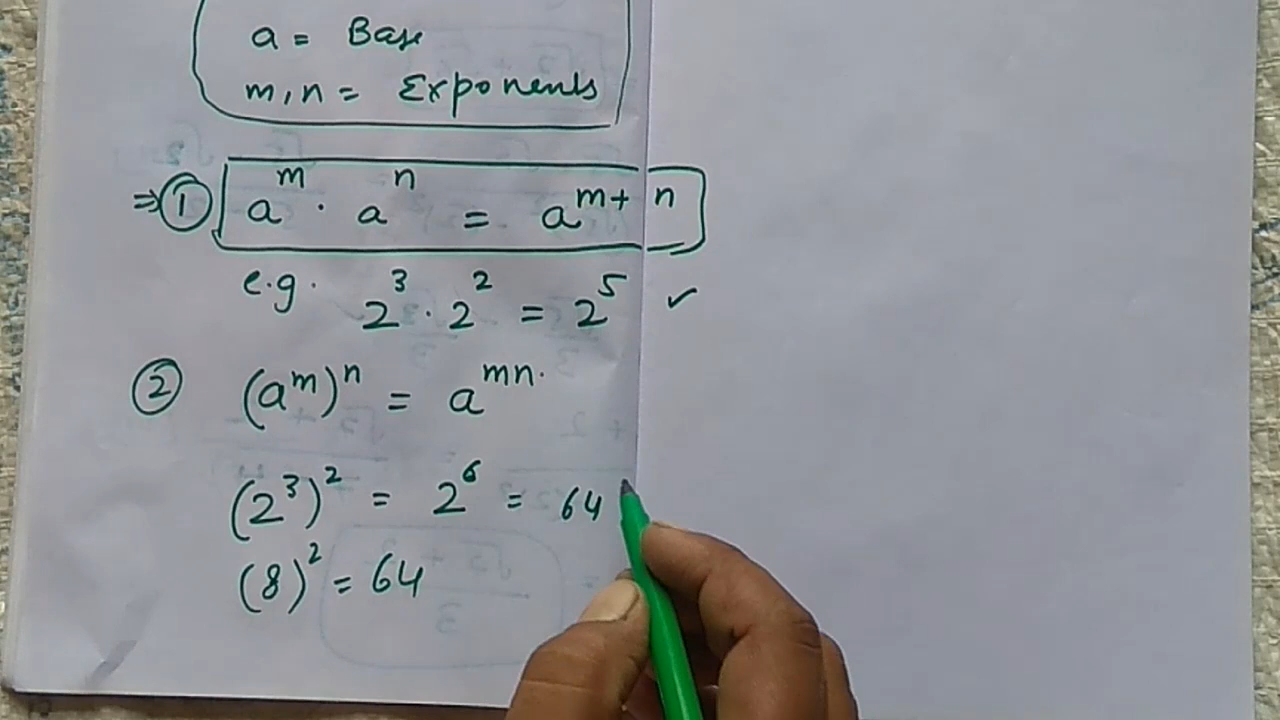 a = Base
m, n = Exponents
⇒ ① a^m · a^n = a^{m+n}
e.g. 2^3 · 2^2 = 2^5 ✓
② (a^m)^n = a^{mn}.
(2^3)^2 = 2^6 = 64
(8)^2 = 64